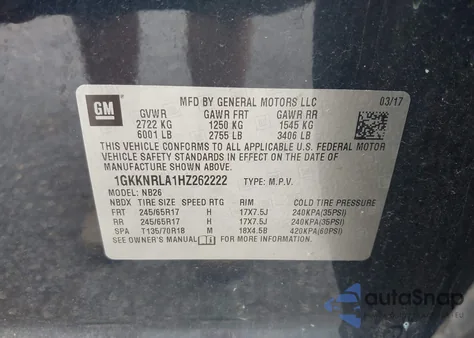 GM
MFD BY GENERAL MOTORS LLC 03/17
GVWR GAWR FRT GAWR RR
2722 KG 1250 KG 1545 KG
6001 LB 2755 LB 3406 LB
THIS VEHICLE CONFORMS TO ALL APPLICABLE U.S. FEDERAL MOTOR
VEHICLE SAFETY STANDARDS IN EFFECT ON THE DATE OF
MANUFACTURE SHOWN ABOVE.
1GKKNRLA1HZ262222 TYPE: M.P.V.
MODEL: NB26
NBDX TIRE SIZE SPEED RTG RIM COLD TIRE PRESSURE
FRT 245/65R17 H 17X7.5J 240KPA(35PSI)
RR 245/65R17 H 17X7.5J 240KPA(35PSI)
SPA T135/70R18 M 18X4.5B 420KPA(60PSI)
SEE OWNER'S MANUAL FOR ADDITIONAL INFORMATION
autoSnap